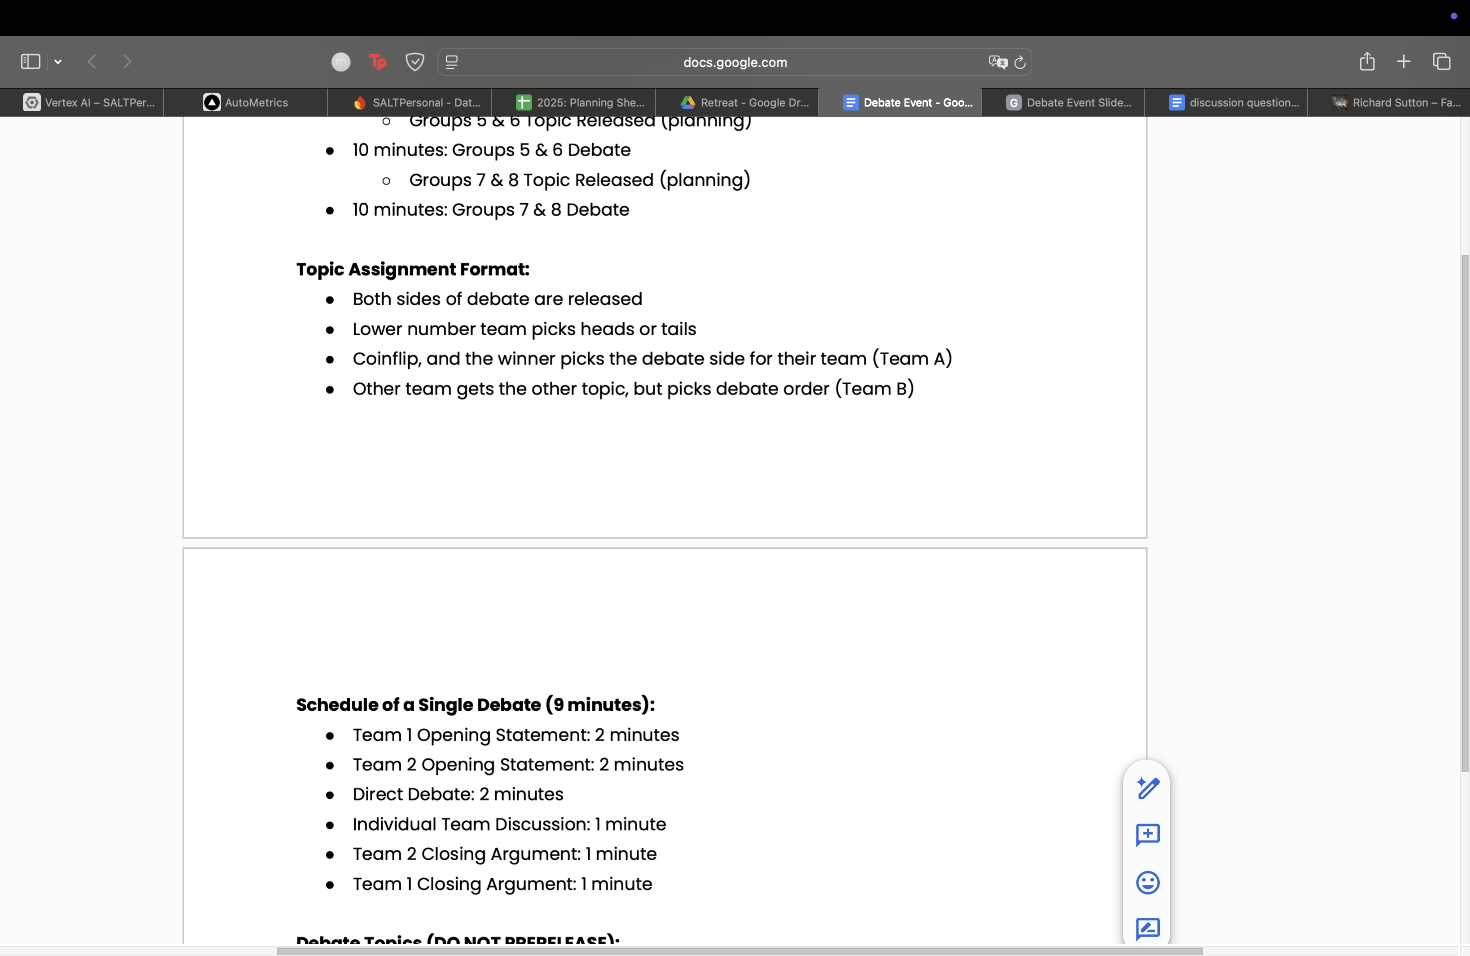 docs.google.com
Vertex AI – SALTPer...
AutoMetrics
SALTPersonal - Dat...
2025: Planning She...
Retreat - Google Dr...
Debate Event - Goo...
Debate Event Slide...
discussion question...
Richard Sutton – Fa...
Groups 5 & 6 Topic Released (planning)
10 minutes: Groups 5 & 6 Debate
Groups 7 & 8 Topic Released (planning)
10 minutes: Groups 7 & 8 Debate
Topic Assignment Format:
Both sides of debate are released
Lower number team picks heads or tails
Coinflip, and the winner picks the debate side for their team (Team A)
Other team gets the other topic, but picks debate order (Team B)
Schedule of a Single Debate (9 minutes):
Team 1 Opening Statement: 2 minutes
Team 2 Opening Statement: 2 minutes
Direct Debate: 2 minutes
Individual Team Discussion: 1 minute
Team 2 Closing Argument: 1 minute
Team 1 Closing Argument: 1 minute
Debate Topics (DO NOT PRERELEASE):